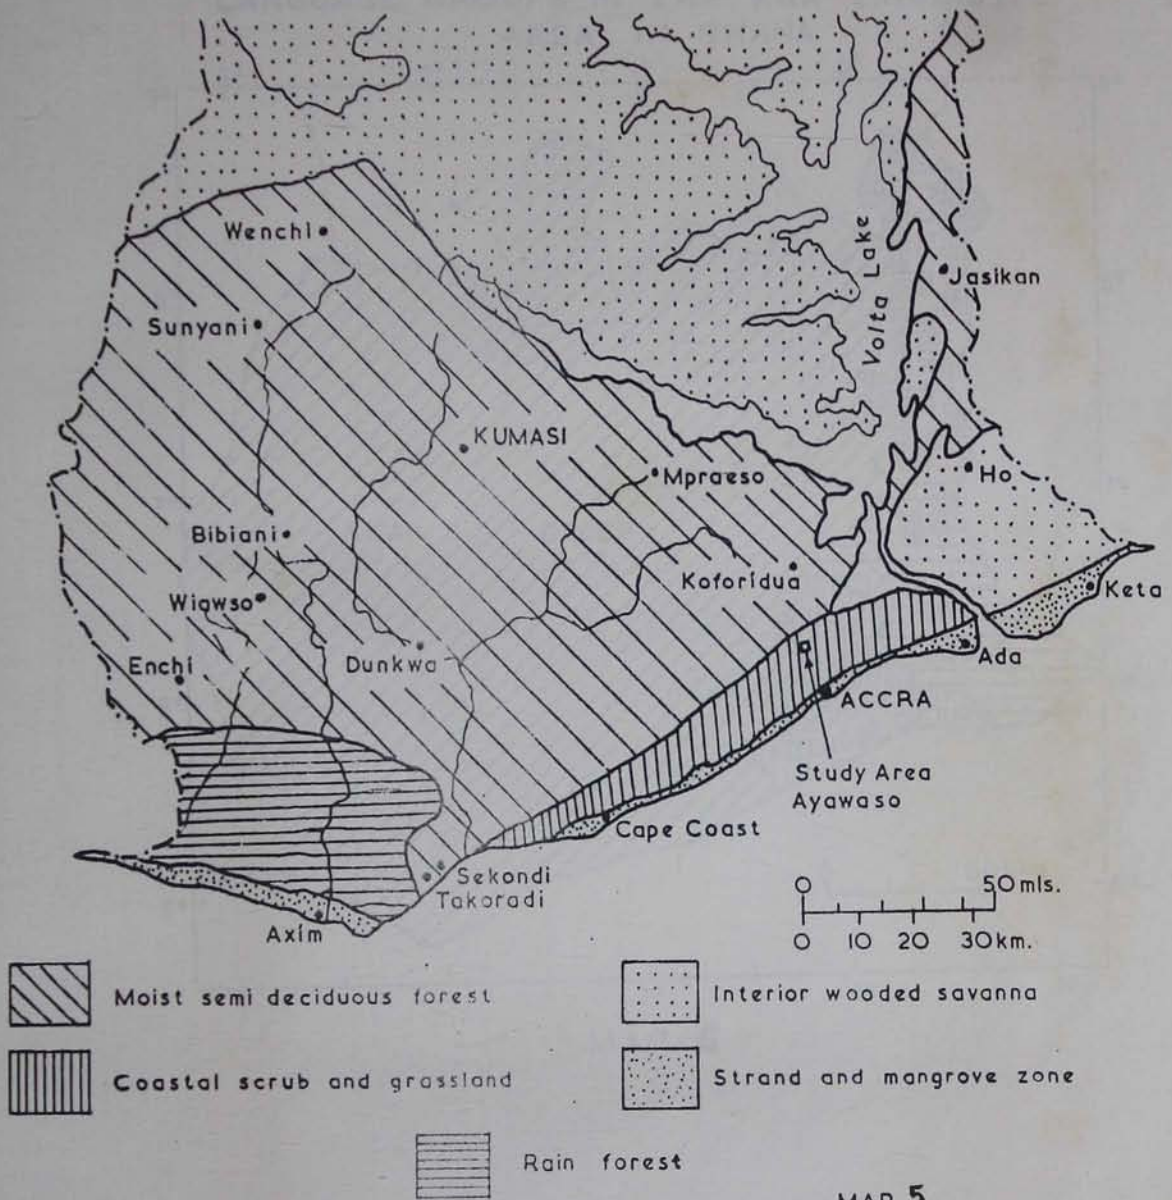 Wenchi
Volta Lake
Jasikan
Sunyani
KUMASI
Mpraeso
Ho
Bibiani
Koforidua
Keta
Wiawso
Enchi
Dunkwa
Ada
ACCRA
Study Area
Ayawaso
Cape Coast
Sekondi
Takoradi
Axim
0 50 mls.
0 10 20 30 km.
Moist semi deciduous forest
Interior wooded savanna
Coastal scrub and grassland
Strand and mangrove zone
Rain forest
MAP 5